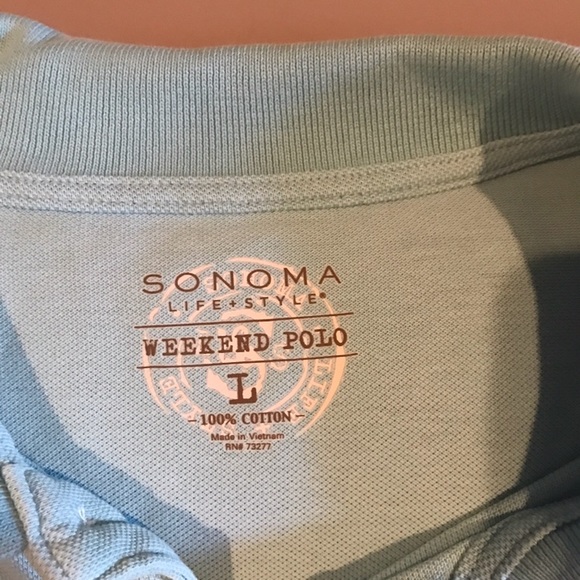 SONOMA
LIFE + STYLE®
WEEKEND POLO
L
- 100% COTTON -
Made in Vietnam
RN# 73277